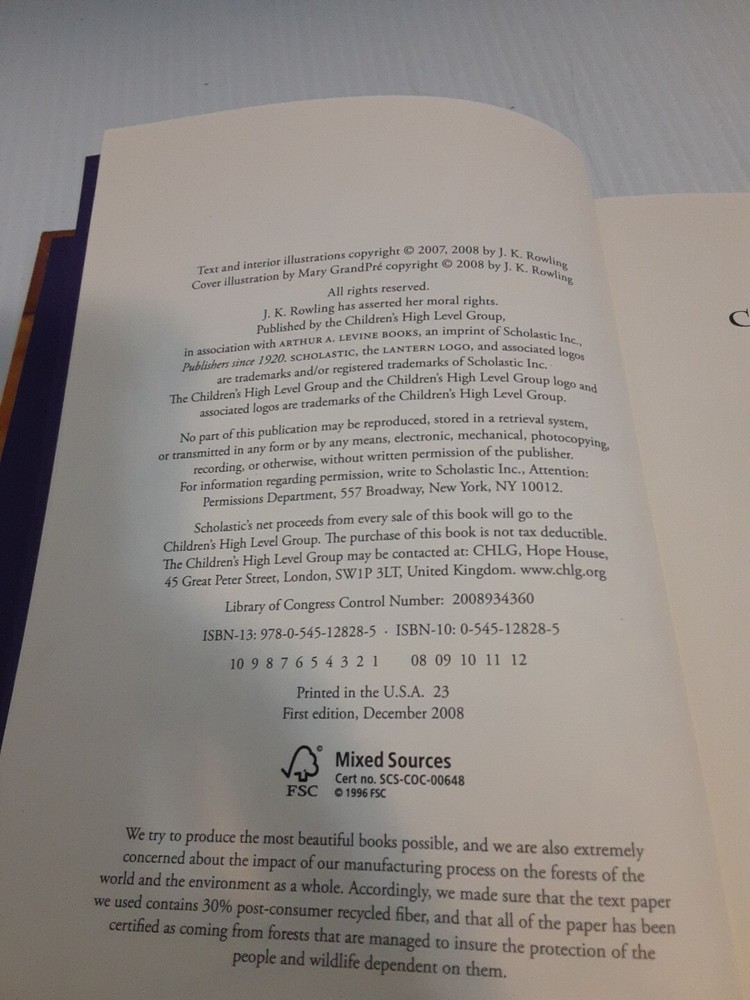 Text and interior illustrations copyright © 2007, 2008 by J. K. Rowling
Cover illustration by Mary GrandPré copyright © 2008 by J. K. Rowling
All rights reserved.
J. K. Rowling has asserted her moral rights.
Published by the Children's High Level Group,
in association with ARTHUR A. LEVINE BOOKS, an imprint of Scholastic Inc.,
Publishers since 1920. SCHOLASTIC, the LANTERN LOGO, and associated logos
are trademarks and/or registered trademarks of Scholastic Inc.
The Children's High Level Group and the Children's High Level Group logo and
associated logos are trademarks of the Children's High Level Group.
No part of this publication may be reproduced, stored in a retrieval system,
or transmitted in any form or by any means, electronic, mechanical, photocopying,
recording, or otherwise, without written permission of the publisher.
For information regarding permission, write to Scholastic Inc., Attention:
Permissions Department, 557 Broadway, New York, NY 10012.
Scholastic's net proceeds from every sale of this book will go to the
Children's High Level Group. The purchase of this book is not tax deductible.
The Children's High Level Group may be contacted at: CHLG, Hope House,
45 Great Peter Street, London, SW1P 3LT, United Kingdom. www.chlg.org
Library of Congress Control Number: 2008934360
ISBN-13: 978-0-545-12828-5 · ISBN-10: 0-545-12828-5
10 9 8 7 6 5 4 3 2 1 08 09 10 11 12
Printed in the U.S.A. 23
First edition, December 2008
FSC
Mixed Sources
Cert no. SCS-COC-00648
© 1996 FSC
We try to produce the most beautiful books possible, and we are also extremely
concerned about the impact of our manufacturing process on the forests of the
world and the environment as a whole. Accordingly, we made sure that the text paper
we used contains 30% post-consumer recycled fiber, and that all of the paper has been
certified as coming from forests that are managed to insure the protection of the
people and wildlife dependent on them.
C